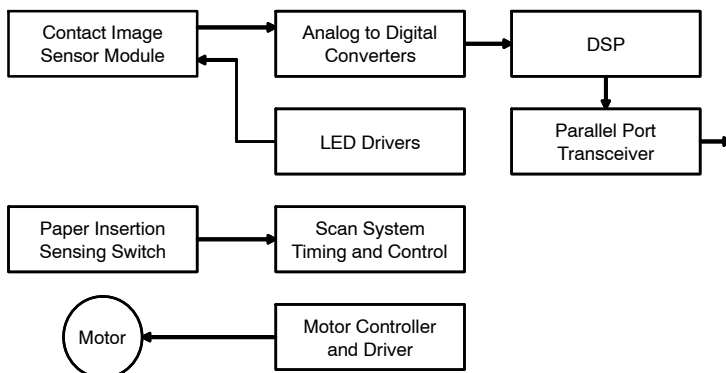 Contact Image
Sensor Module
Analog to Digital
Converters
DSP
LED Drivers
Parallel Port
Transceiver
Paper Insertion
Sensing Switch
Scan System
Timing and Control
Motor
Motor Controller
and Driver